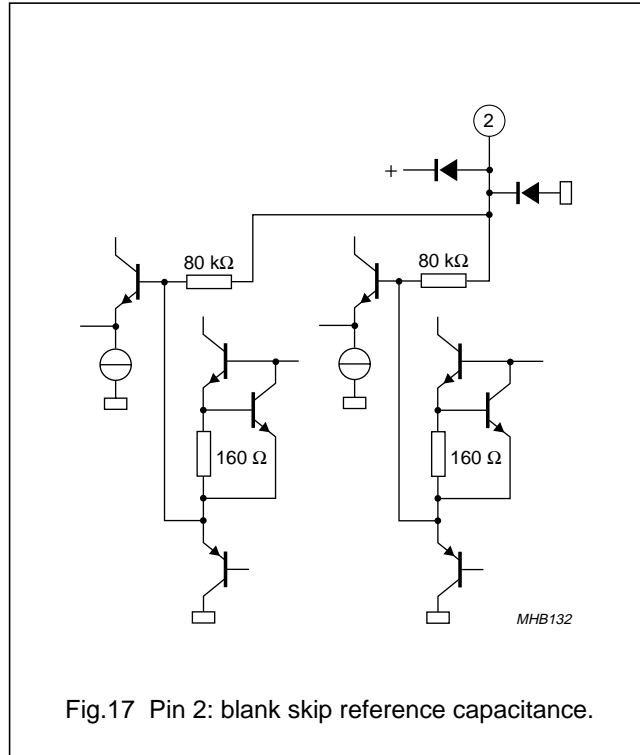 2
+
80 kΩ
80 kΩ
160 Ω
160 Ω
MHB132
Fig.17 Pin 2: blank skip reference capacitance.